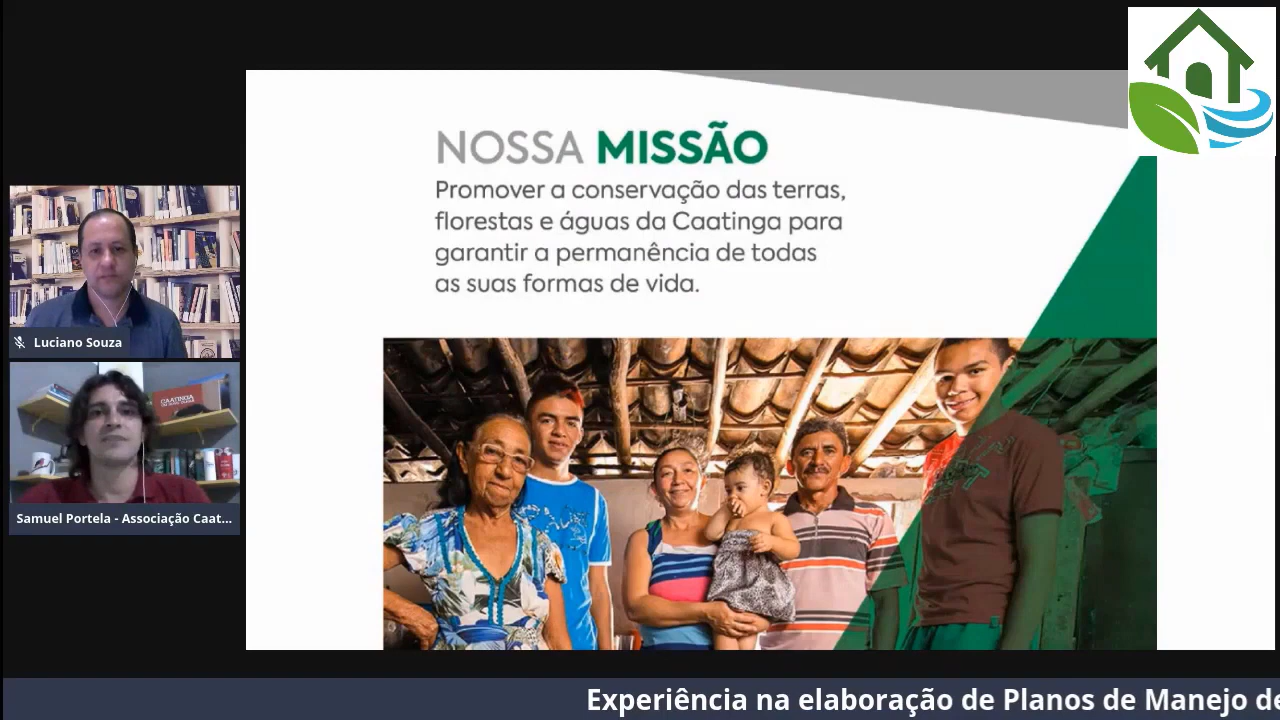 NOSSA MISSÃO
Promover a conservação das terras,
florestas e águas da Caatinga para
garantir a permanência de todas
as suas formas de vida.
Luciano Souza
CAATINGA
Samuel Portela - Associação Caat...
Experiência na elaboração de Planos de Manejo de